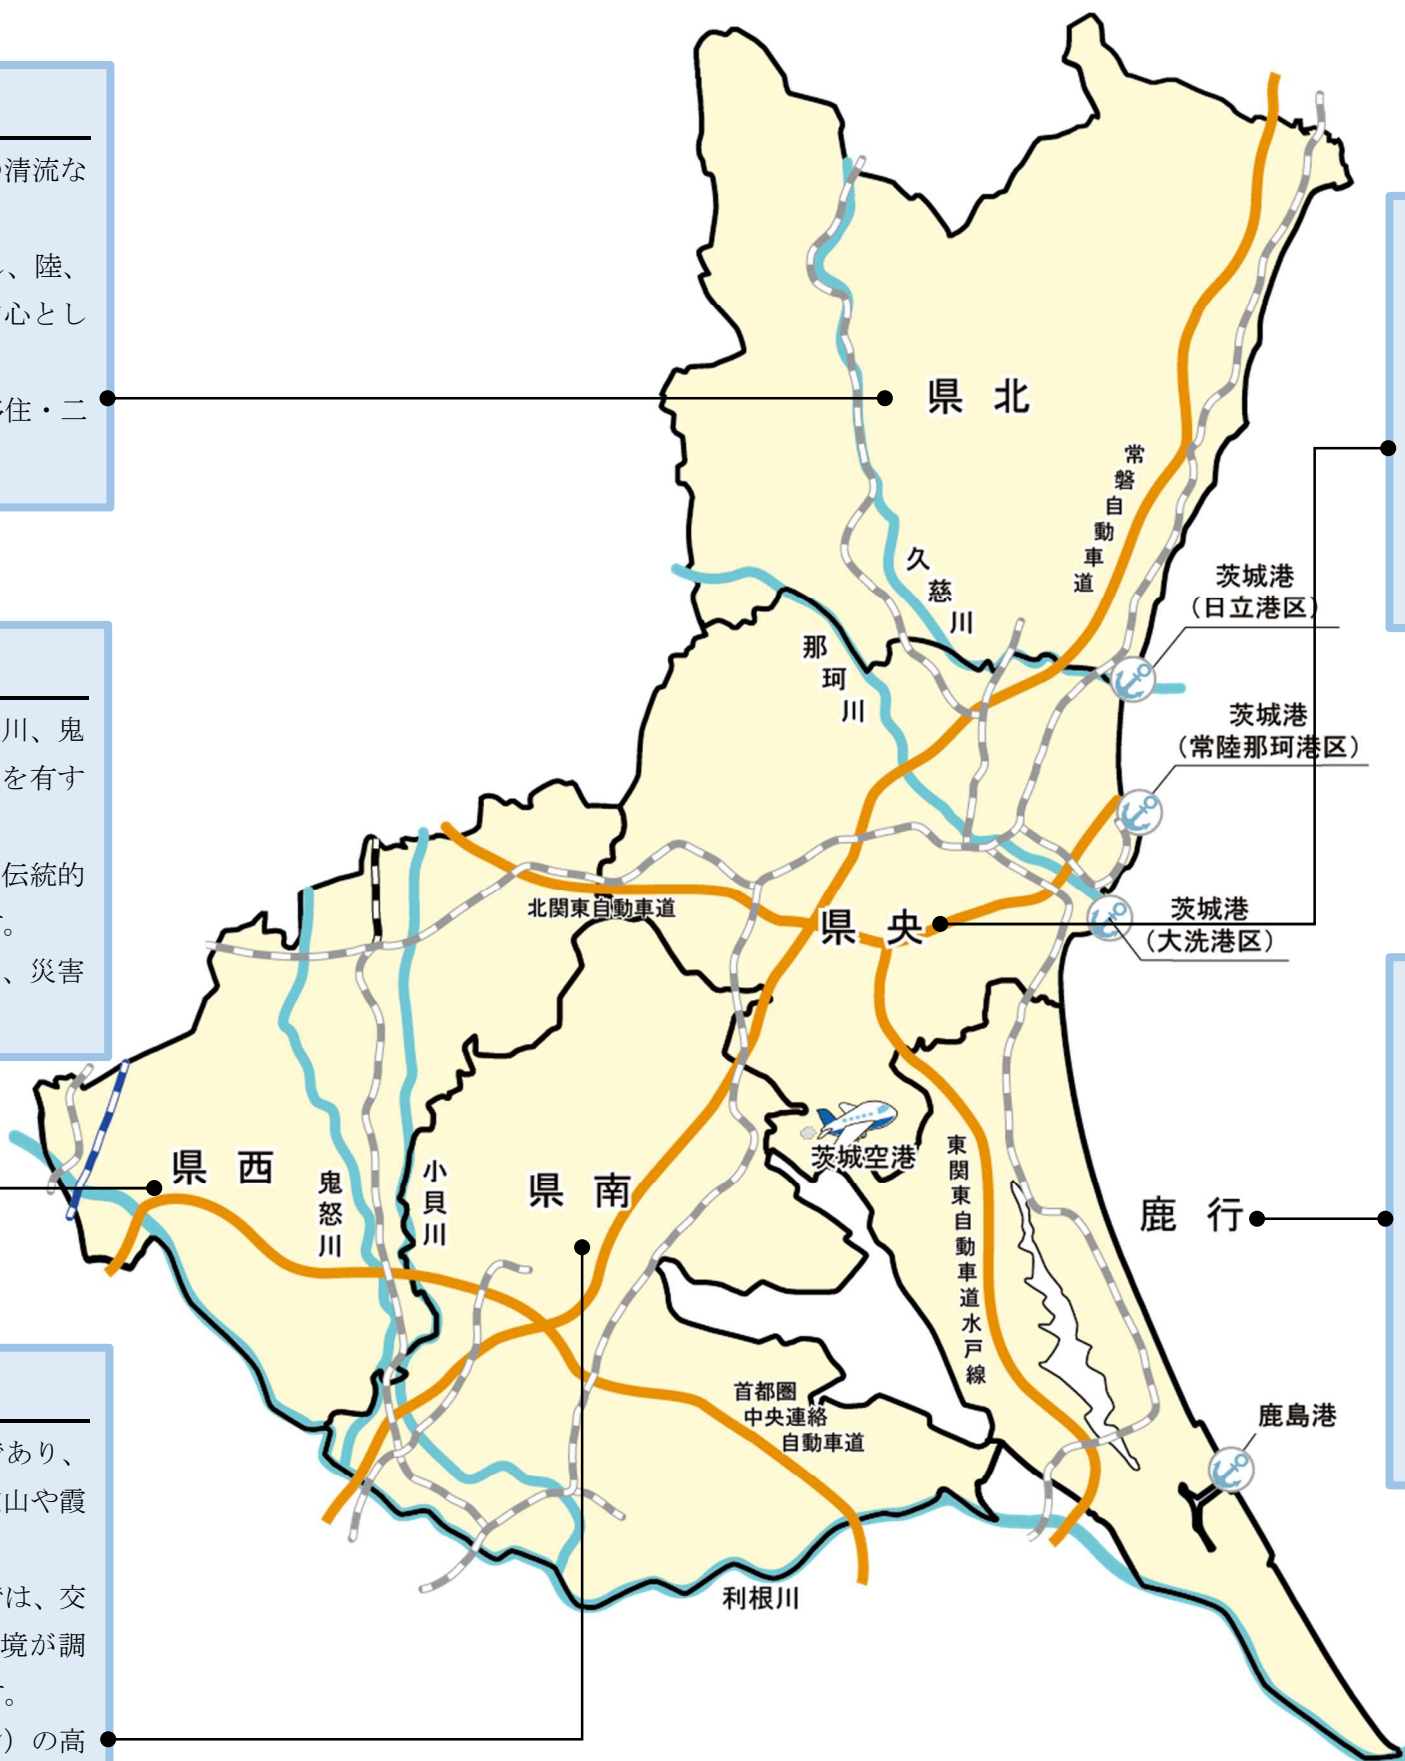 の清流な
、陸、
心とし
住・二
川、鬼
を有す
伝統的
。
、災害
であり、
山や霞
では、交
境が調
す。
）の高
県 北
常磐自動車道
久慈川
那珂川
茨城港
（日立港区）
茨城港
（常陸那珂港区）
茨城港
（大洗港区）
北関東自動車道
県 央
県 西
鬼怒川
小貝川
県 南
茨城空港
東関東自動車道水戸線
鹿 行
首都圏
中央連絡
自動車道
鹿島港
利根川